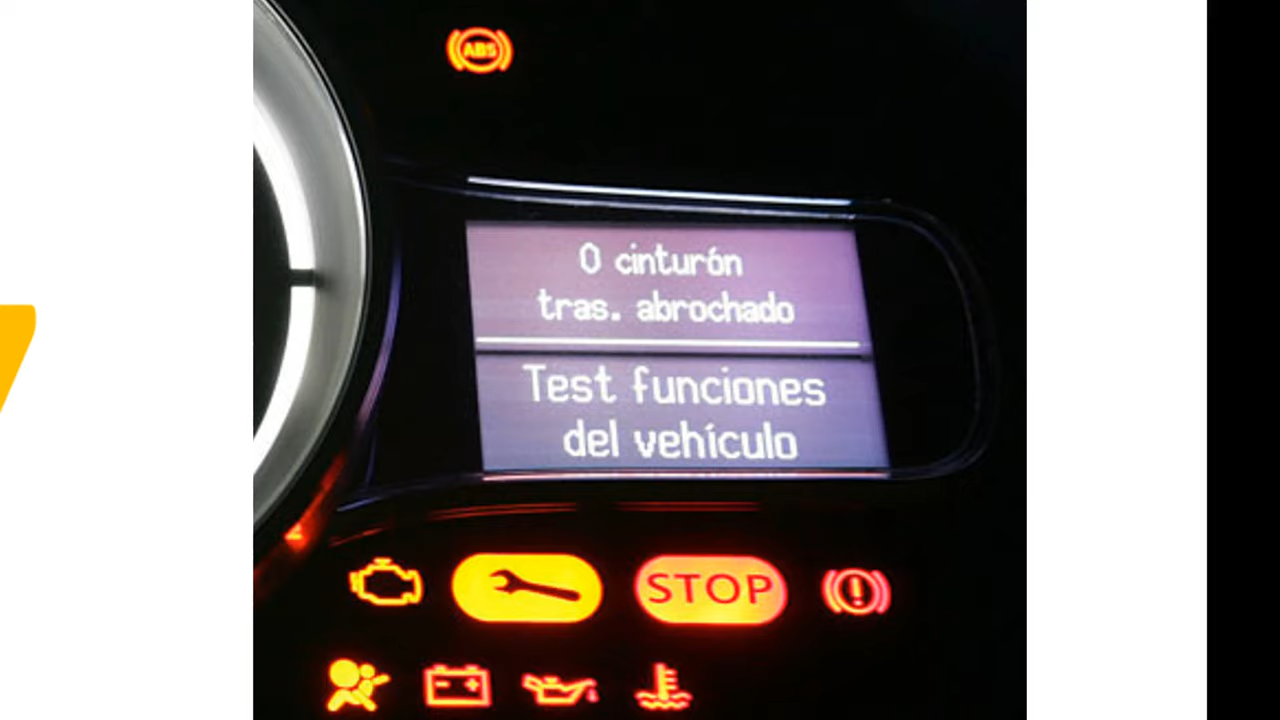 ABS
0 cinturón
tras. abrochado
Test funciones
del vehículo
STOP